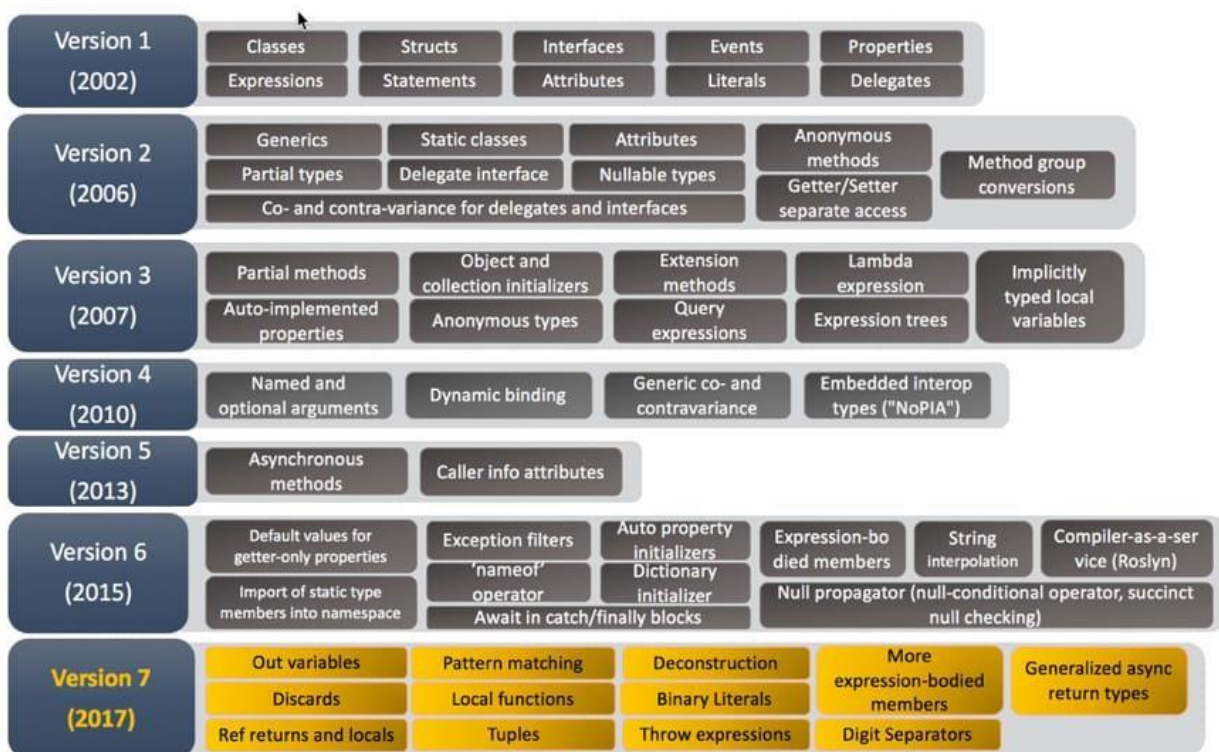 Version 1
(2002)
Classes
Structs
Interfaces
Events
Properties
Expressions
Statements
Attributes
Literals
Delegates
Version 2
(2006)
Generics
Static classes
Attributes
Anonymous
methods
Method group
conversions
Partial types
Delegate interface
Nullable types
Getter/Setter
separate access
Co- and contra-variance for delegates and interfaces
Version 3
(2007)
Partial methods
Object and
collection initializers
Extension
methods
Lambda
expression
Implicitly
typed local
variables
Auto-implemented
properties
Anonymous types
Query
expressions
Expression trees
Version 4
(2010)
Named and
optional arguments
Dynamic binding
Generic co- and
contravariance
Embedded interop
types ("NoPIA")
Version 5
(2013)
Asynchronous
methods
Caller info attributes
Version 6
(2015)
Default values for
getter-only properties
Exception filters
Auto property
initializers
Expression-bo
died members
String
interpolation
Compiler-as-a-ser
vice (Roslyn)
Import of static type
members into namespace
'nameof'
operator
Dictionary
initializer
Await in catch/finally blocks
Null propagator (null-conditional operator, succinct
null checking)
Version 7
(2017)
Out variables
Pattern matching
Deconstruction
More
expression-bodied
members
Generalized async
return types
Discards
Local functions
Binary Literals
Ref returns and locals
Tuples
Throw expressions
Digit Separators